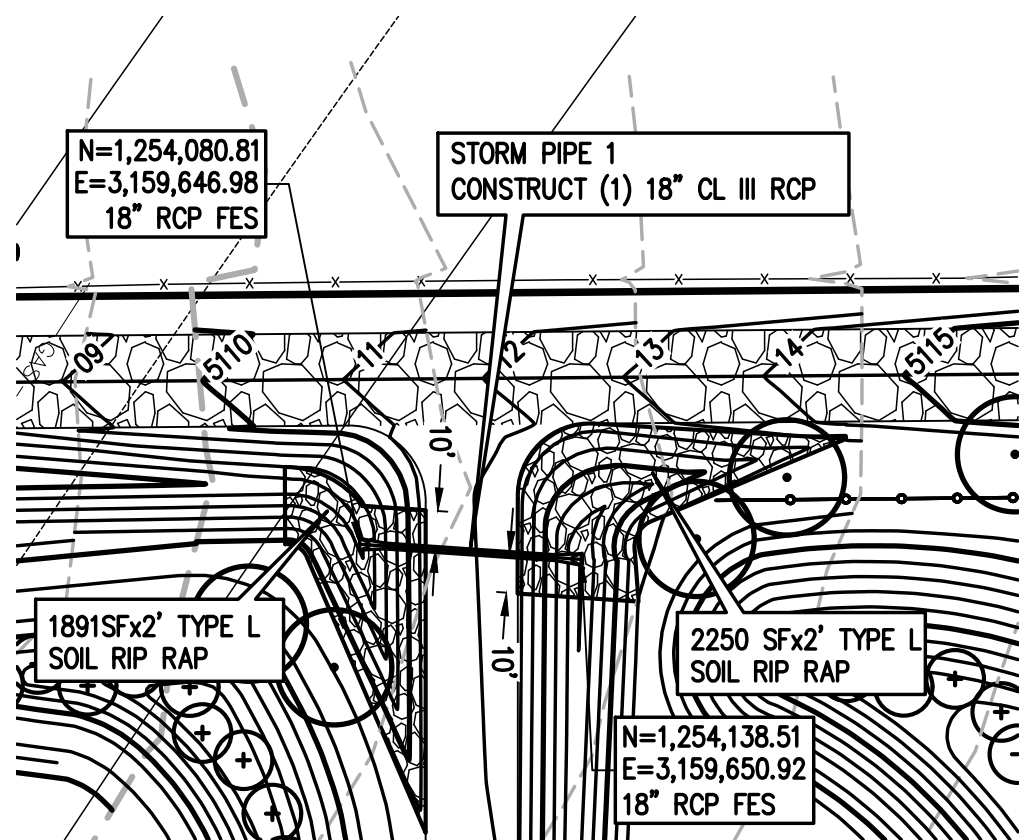 N=1,254,080.81
E=3,159,646.98
18" RCP FES
STORM PIPE 1
CONSTRUCT (1) 18" CL III RCP
X X X X X X X X X X X
GAS
09
5110
11
12
13
14
5115
10'
1891SFx2' TYPE L
SOIL RIP RAP
10'
2250 SFx2' TYPE L
SOIL RIP RAP
N=1,254,138.51
E=3,159,650.92
18" RCP FES